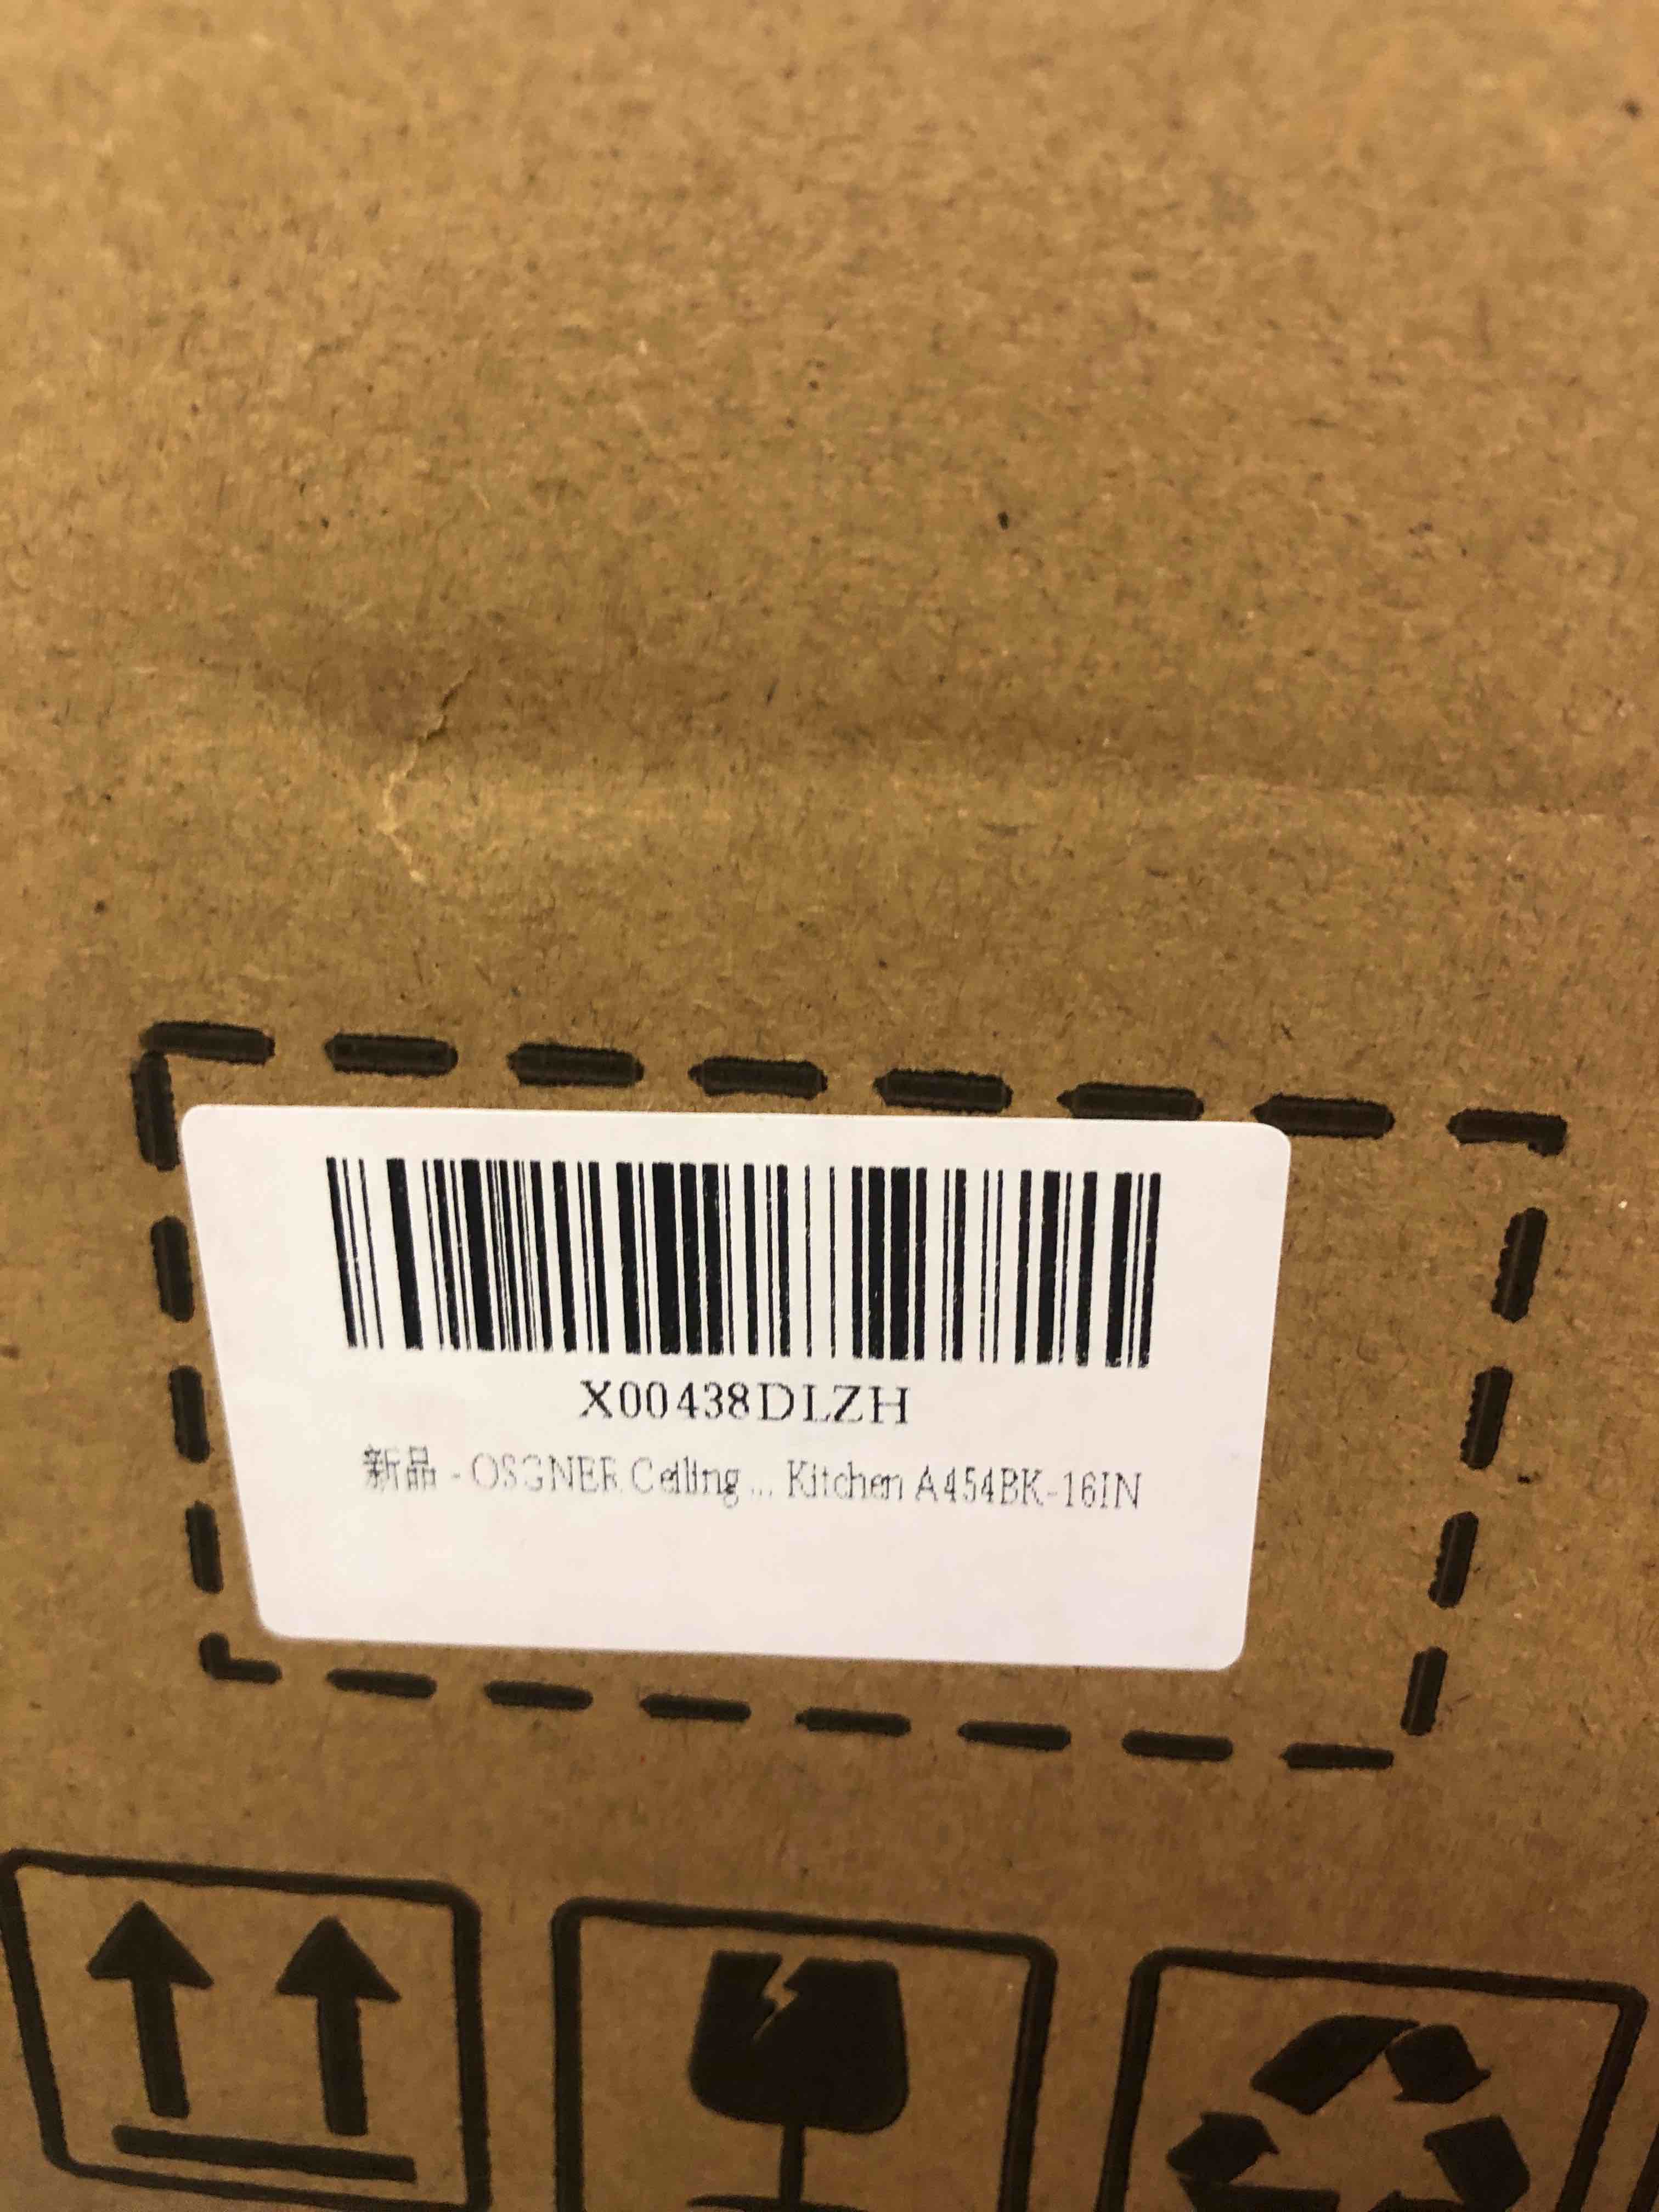 X00438DLZH
新品 - OSGNER Ceiling ... Kitchen A454BK-16IN